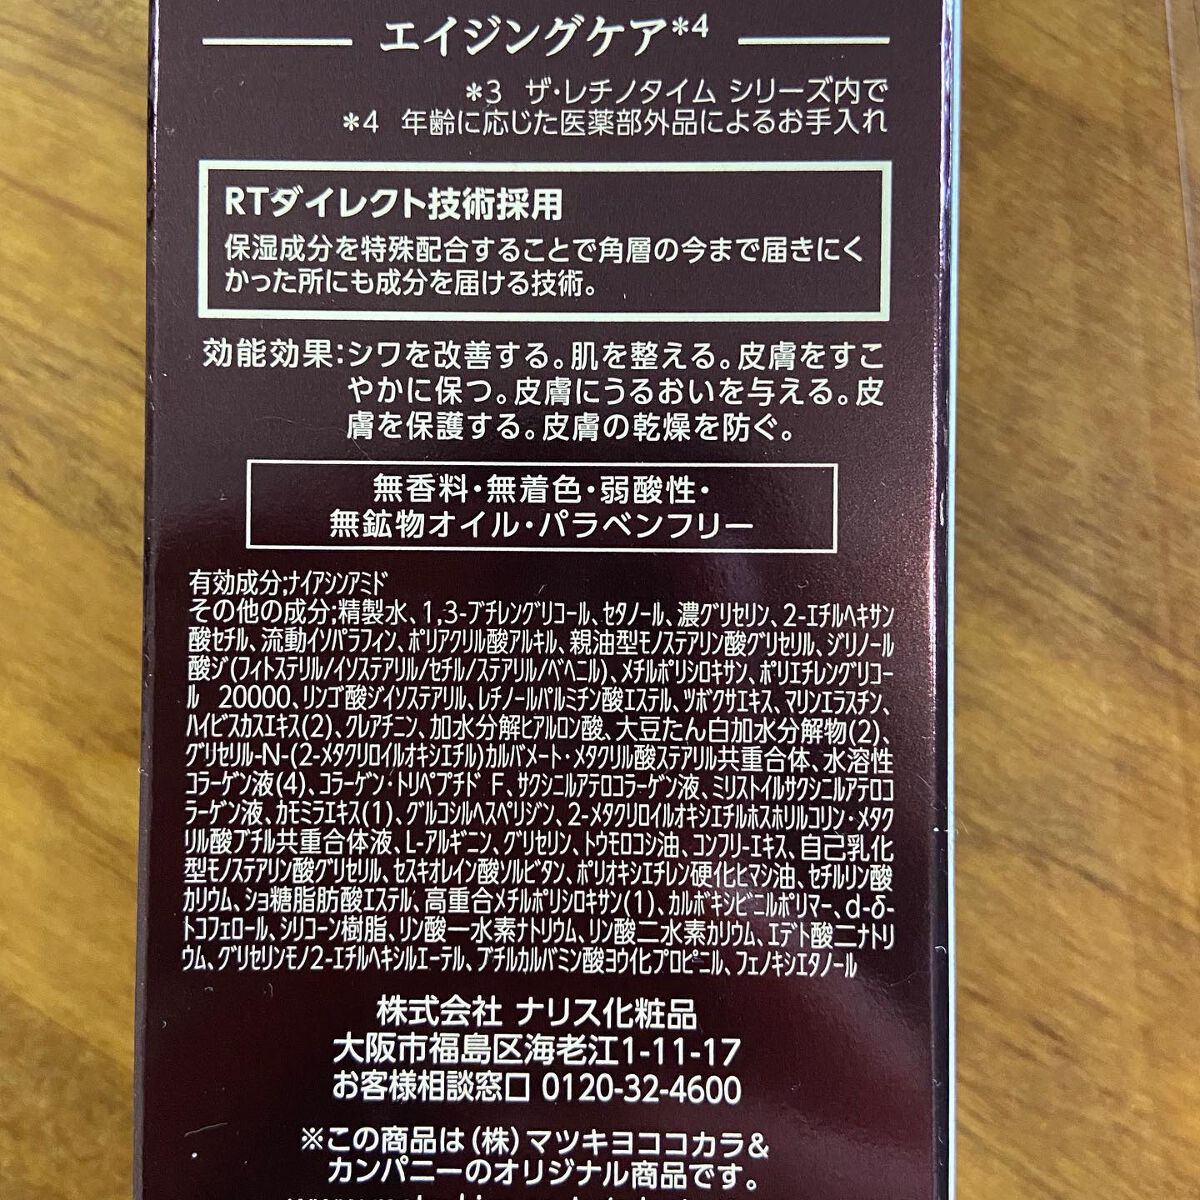 エイジングケア*4
*3 ザ・レチノタイム シリーズ内で
*4 年齢に応じた医薬部外品によるお手入れ
RTダイレクト技術採用
保湿成分を特殊配合することで角層の今まで届きにく
かった所にも成分を届ける技術。
効能効果:シワを改善する。肌を整える。皮膚をすこ
やかに保つ。皮膚にうるおいを与える。皮
膚を保護する。皮膚の乾燥を防ぐ。
無香料・無着色・弱酸性・
無鉱物オイル・パラベンフリー
有効成分;ナイアシンアミド
その他の成分;精製水、1,3-ブチレングリコール、セタノール、濃グリセリン、2-エチルヘキサン
酸セチル、流動イソパラフィン、ポリアクリル酸アルキル、親油型モノステアリン酸グリセリル、ジリノール
酸ジ(フィトステリル/イソステアリル/セチル/ステアリル/ベヘニル)、メチルポリシロキサン、ポリエチレングリコー
ル 20000、リンゴ酸ジイソステアリル、レチノールパルミチン酸エステル、ツボクサエキス、マリンエラスチン、
ハイビスカスエキス(2)、クレアチニン、加水分解ヒアルロン酸、大豆たん白加水分解物(2)、
グリセリル-N-(2-メタクリロイルオキシエチル)カルバメート・メタクリル酸ステアリル共重合体、水溶性
コラーゲン液(4)、コラーゲン・トリペプチド F、サクシニルアテロコラーゲン液、ミリストイルサクシニルアテロコ
ラーゲン液、カモミラエキス(1)、グルコシルヘスペリジン、2-メタクリロイルオキシエチルホスホリルコリン・メタク
リル酸ブチル共重合体液、L-アルギニン、グリセリン、トウモロコシ油、コンフリーエキス、自己乳化
型モノステアリン酸グリセリル、セスキオレイン酸ソルビタン、ポリオキシエチレン硬化ヒマシ油、セチルリン酸
カリウム、ショ糖脂肪酸エステル、高重合メチルポリシロキサン(1)、カルボキシビニルポリマー、d-δ-
トコフェロール、シリコーン樹脂、リン酸一水素ナトリウム、リン酸二水素カリウム、エデト酸二ナトリ
ウム、グリセリンモノ2-エチルヘキシルエーテル、ブチルカルバミン酸ヨウ化プロピニル、フェノキシエタノール
株式会社 ナリス化粧品
大阪市福島区海老江1-11-17
お客様相談窓口 0120-32-4600
※この商品は(株)マツキヨココカラ&
カンパニーのオリジナル商品です。